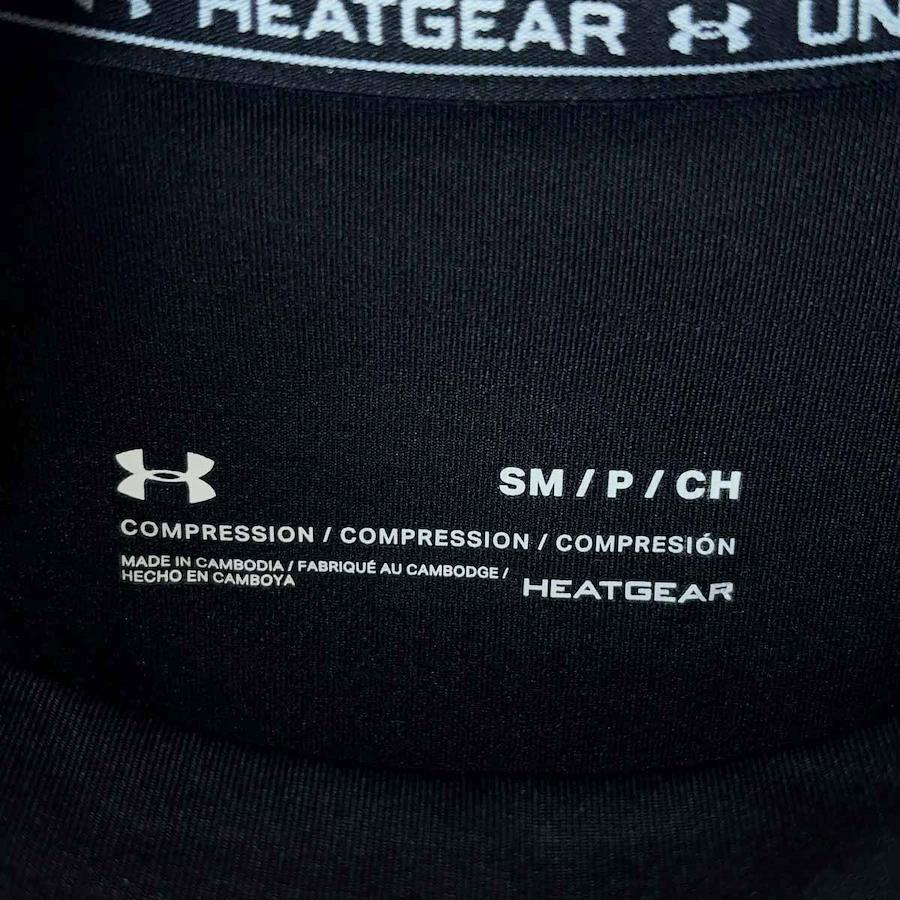 HEATGEAR UN
SM / P / CH
COMPRESSION / COMPRESSION / COMPRESIÓN
MADE IN CAMBODIA / FABRIQUÉ AU CAMBODGE /
HECHO EN CAMBOYA
HEATGEAR